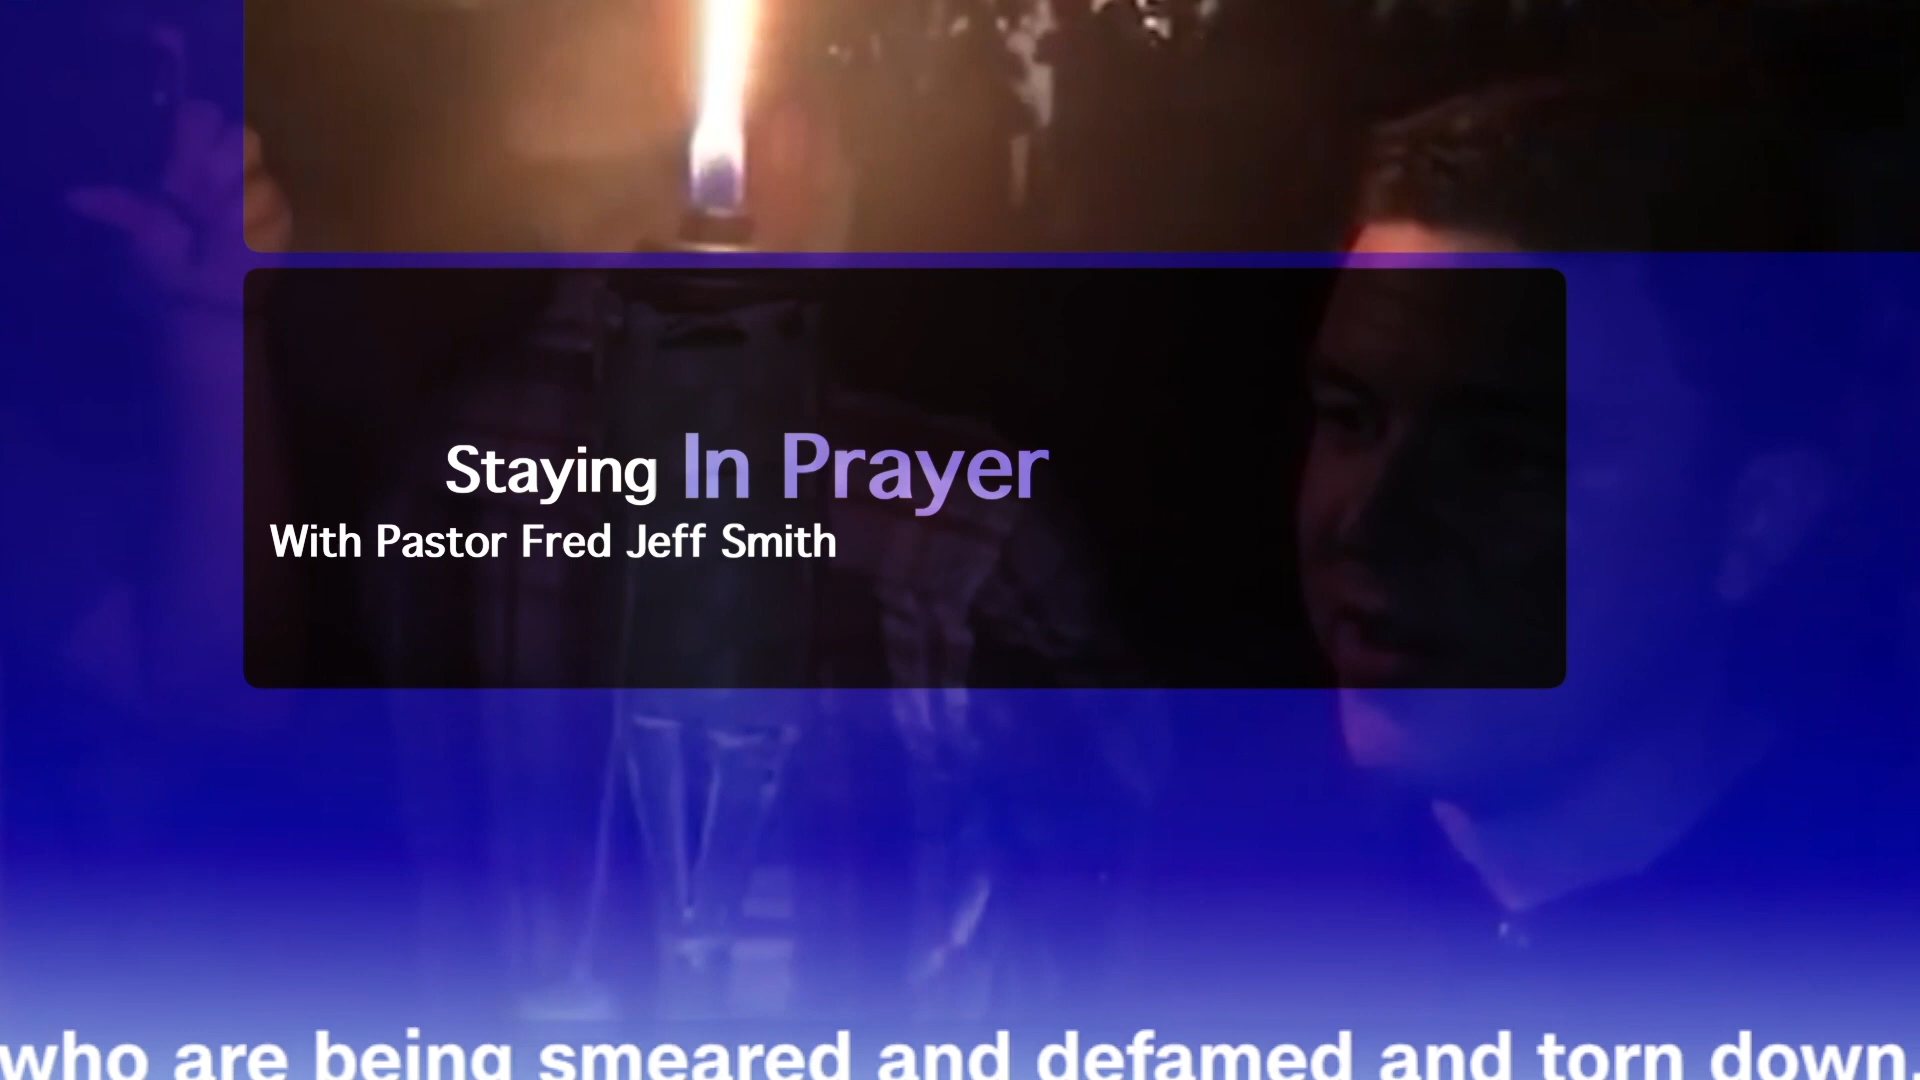 Staying In Prayer
With Pastor Fred Jeff Smith
who are being smeared and defamed and torn down.